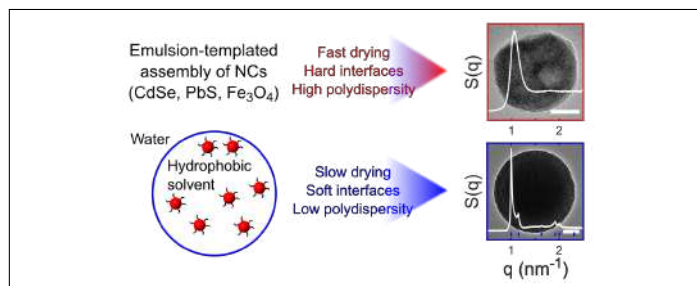 Emulsion-templated
assembly of NCs
(CdSe, PbS, Fe₃O₄)
Fast drying
Hard interfaces
High polydispersity
S(q)
1 2
Water
Hydrophobic
solvent
Slow drying
Soft interfaces
Low polydispersity
S(q)
1 2
q (nm⁻¹)